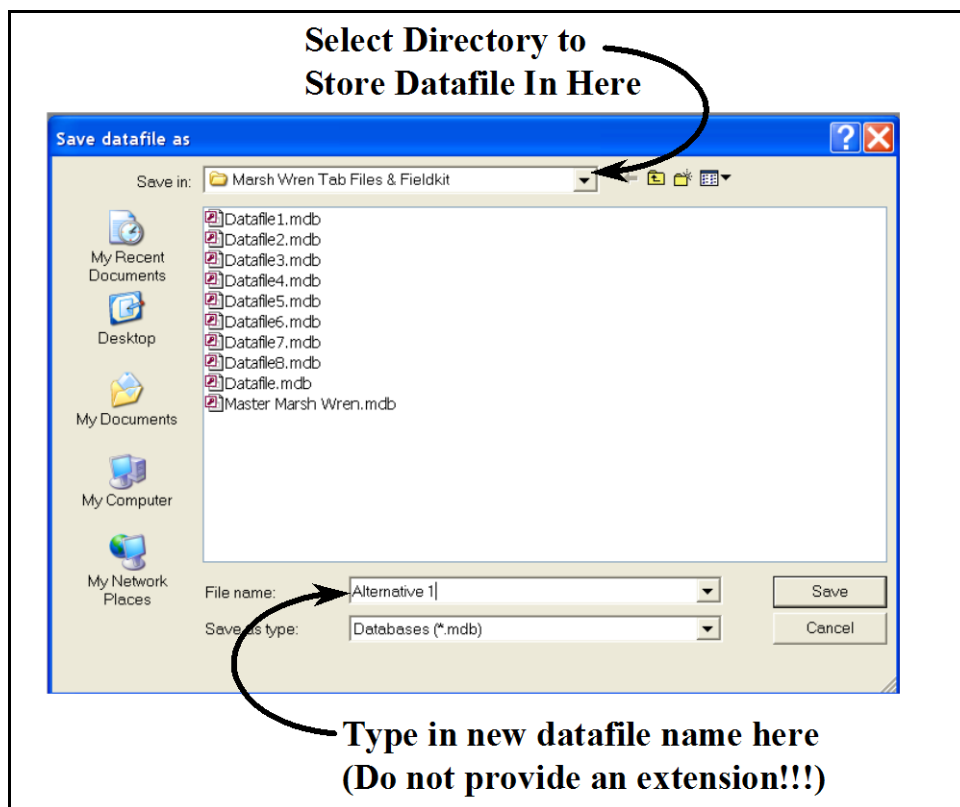 Select Directory to
Store Datafile In Here
Save datafile as
Save in:
Marsh Wren Tab Files & Fieldkit
My Recent
Documents
Desktop
My Documents
My Computer
My Network
Places
Datafile1.mdb
Datafile2.mdb
Datafile3.mdb
Datafile4.mdb
Datafile5.mdb
Datafile6.mdb
Datafile7.mdb
Datafile8.mdb
Datafile.mdb
Master Marsh Wren.mdb
File name:
Alternative 1
Save
Save as type:
Databases (*.mdb)
Cancel
Type in new datafile name here
(Do not provide an extension!!!)